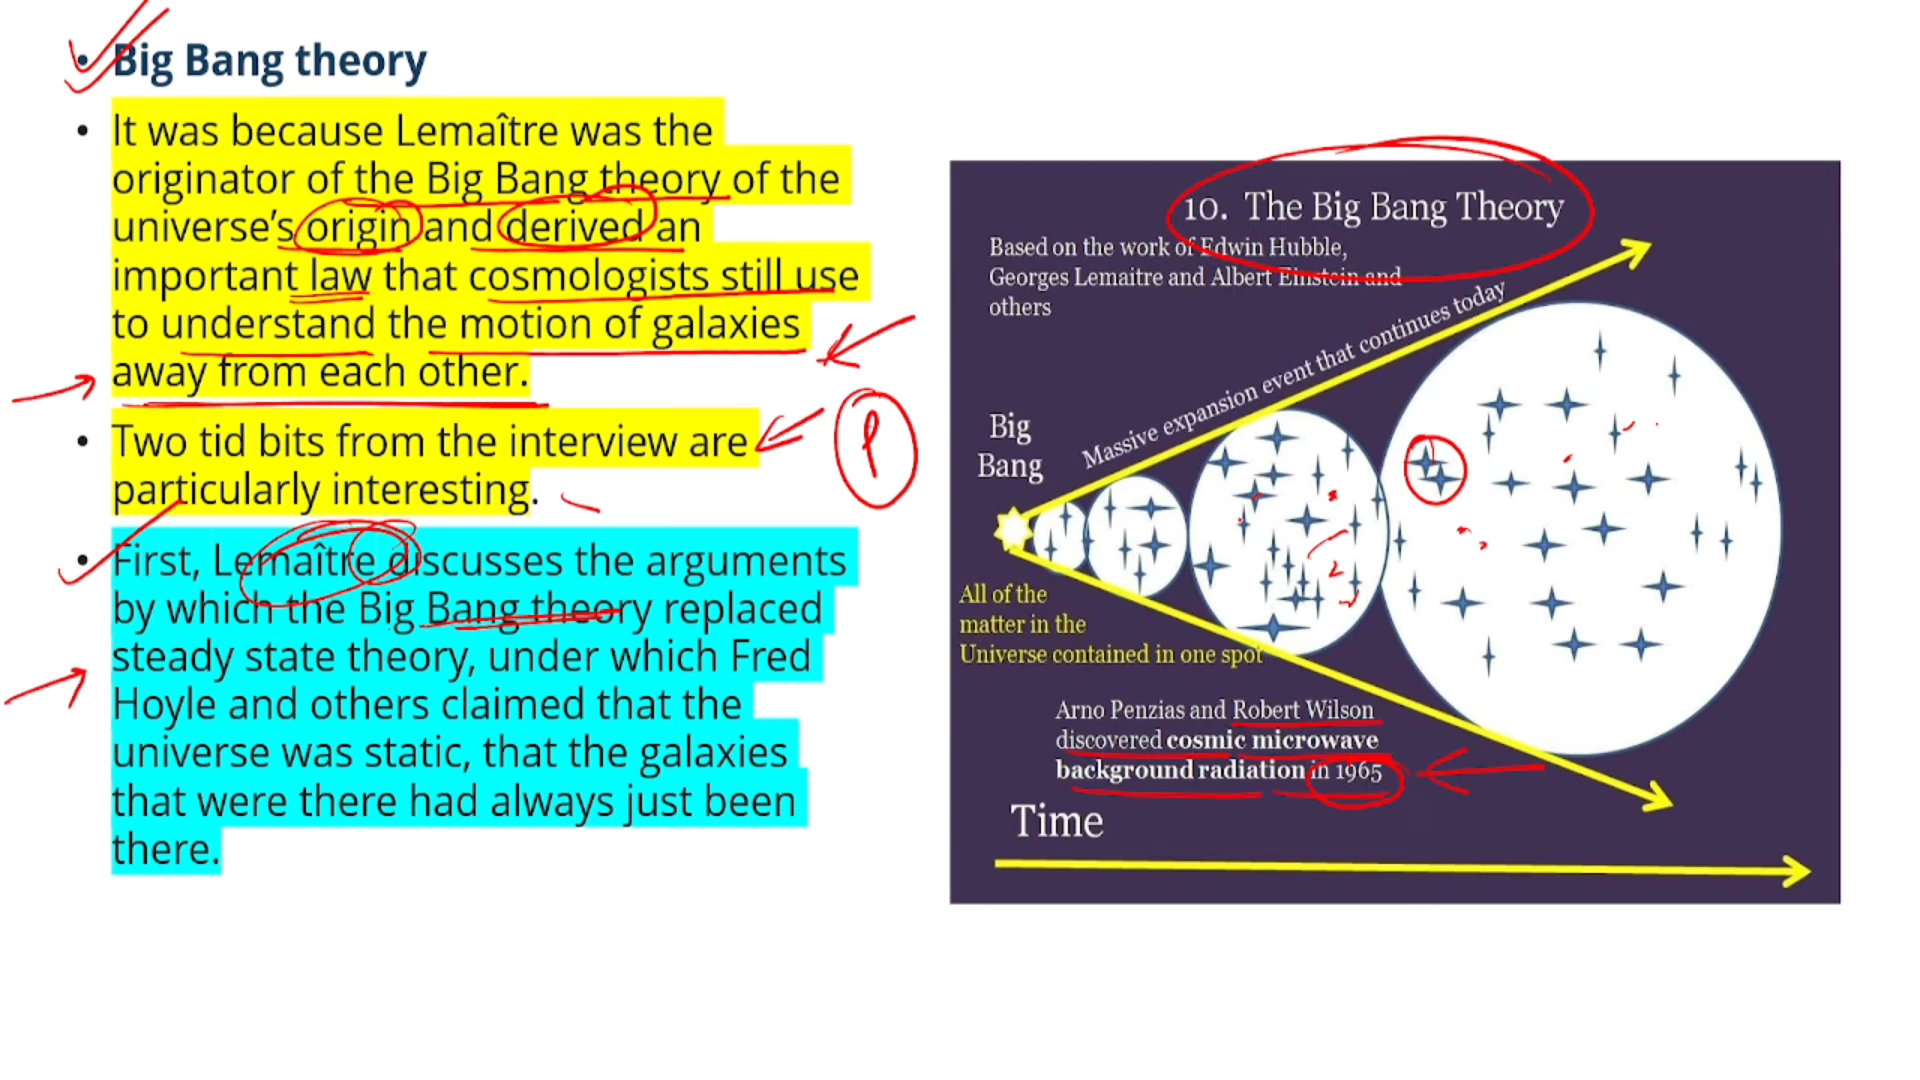 • Big Bang theory
• It was because Lemaître was the
originator of the Big Bang theory of the
universe’s origin and derived an
important law that cosmologists still use
to understand the motion of galaxies
away from each other.
• Two tid bits from the interview are
particularly interesting.
• First, Lemaître discusses the arguments
by which the Big Bang theory replaced
steady state theory, under which Fred
Hoyle and others claimed that the
universe was static, that the galaxies
that were there had always just been
there.
P
10. The Big Bang Theory
Based on the work of Edwin Hubble,
Georges Lemaitre and Albert Einstein and
others
Massive expansion event that continues today
Big
Bang
All of the
matter in the
Universe contained in one spot
Arno Penzias and Robert Wilson
discovered cosmic microwave
background radiation in 1965
Time